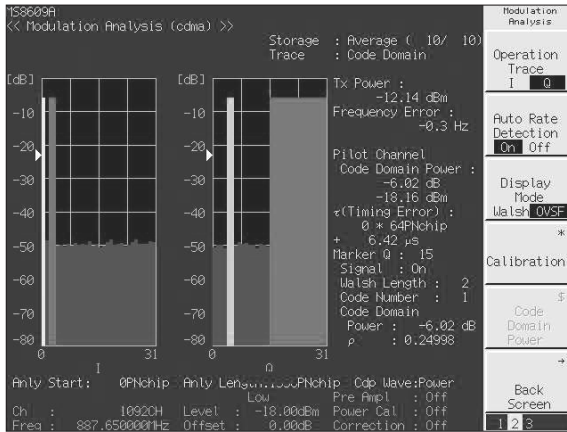 MS8609A
<< Modulation Analysis (cdma) >>
Storage : Average ( 10/ 10)
Trace : Code Domain
[dB] [dB]
Tx Power :
-12.14 dBm
Frequency Error :
-0.3 Hz
Pilot Channel
Code Domain Power :
-6.02 dB
-18.16 dBm
τ(Timing Error) :
0 * 64PNchip
+ 6.42 µs
Marker Q : 15
Signal : On
Walsh Length : 2
Code Number : 1
Code Domain
Power : -6.02 dB
ρ : 0.24998
-10 -10
-20 -20
-30 -30
-40 -40
-50 -50
-60 -60
-70 -70
-80 -80
0 31 0 31
I Q
Anly Start: 0PNchip Anly PNchip Cdp Wave:Power
Low Pre Ampl : Off
Ch : 1092CH Level : -18.00dBm Power Cal : Off
Freq : 887.650000MHz Offset : 0.00dB Correction : Off
Modulation
Analysis
Operation
Trace
I Q
Auto Rate
Detection
On Off
Display
Mode
Walsh OVSF
*
Calibration
$
Code
Domain
Power
→
Back
Screen
1 2 3